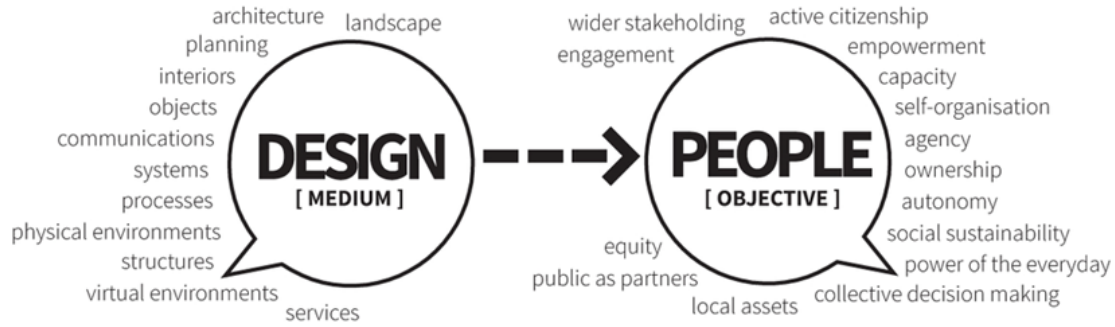 architecture
landscape
planning
interiors
objects
communications
systems
processes
physical environments
structures
virtual environments
services
DESIGN
[ MEDIUM ]
wider stakeholding
engagement
active citizenship
empowerment
capacity
self-organisation
agency
ownership
autonomy
social sustainability
power of the everyday
collective decision making
local assets
public as partners
equity
PEOPLE
[ OBJECTIVE ]